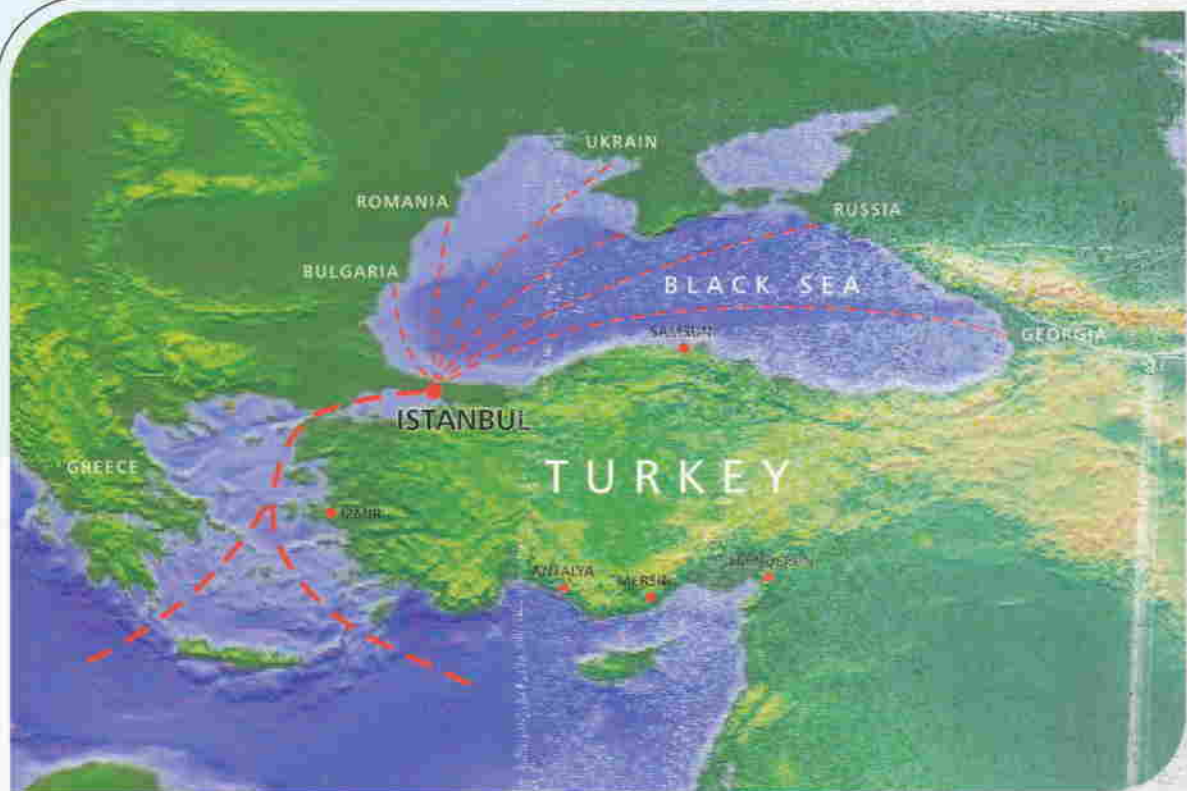 UKRAIN
ROMANIA
RUSSIA
BULGARIA
BLACK SEA
SAMSUN
GEORGIA
ISTANBUL
GREECE
TURKEY
IZMIR
ANTALYA
MERSIN